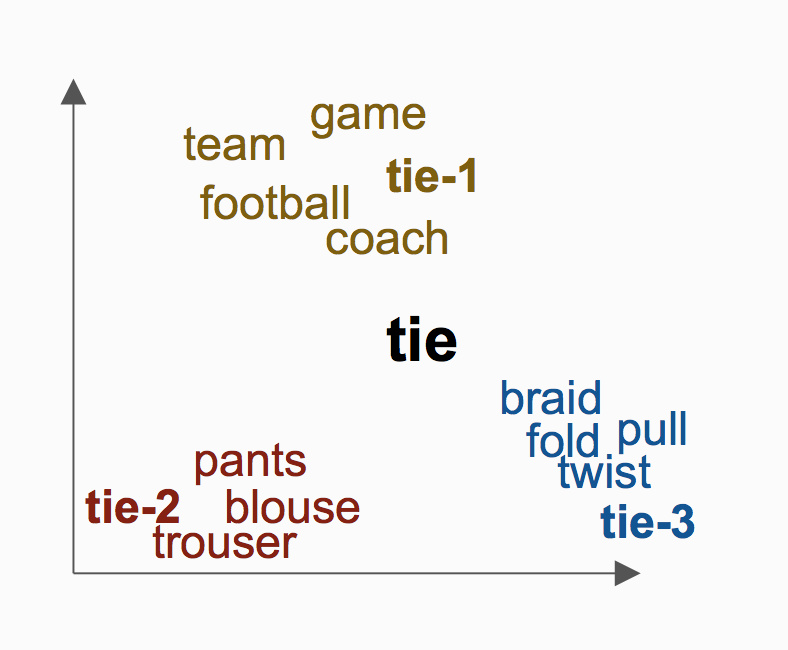 game
team
tie-1
football
coach
tie
braid
pull
fold
twist
pants
tie-2
blouse
tie-3
trouser